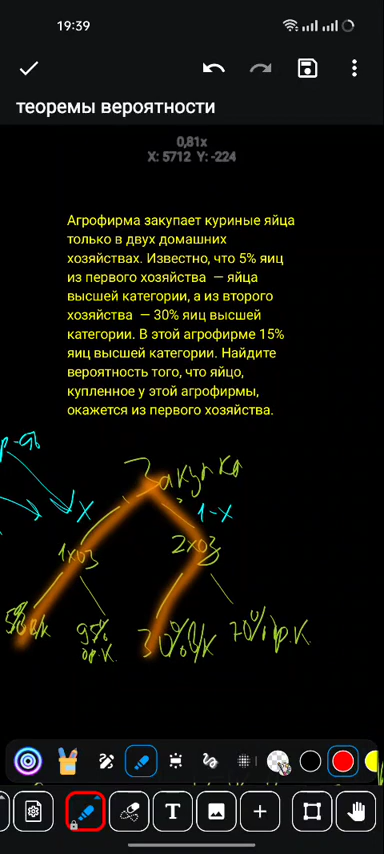 19:39
теоремы вероятности
0,81x
X: 5712 Y: -224
Агрофирма закупает куриные яйца
только в двух домашних
хозяйствах. Известно, что 5% яиц
из первого хозяйства — яйца
высшей категории, а из второго
хозяйства — 30% яиц высшей
категории. В этой агрофирме 15%
яиц высшей категории. Найдите
вероятность того, что яйцо,
купленное у этой агрофирмы,
окажется из первого хозяйства.
Закупка
X 1-X
1хоз 2хоз
5% в/к 95% др.к. 30% в/к 70% др.к
T